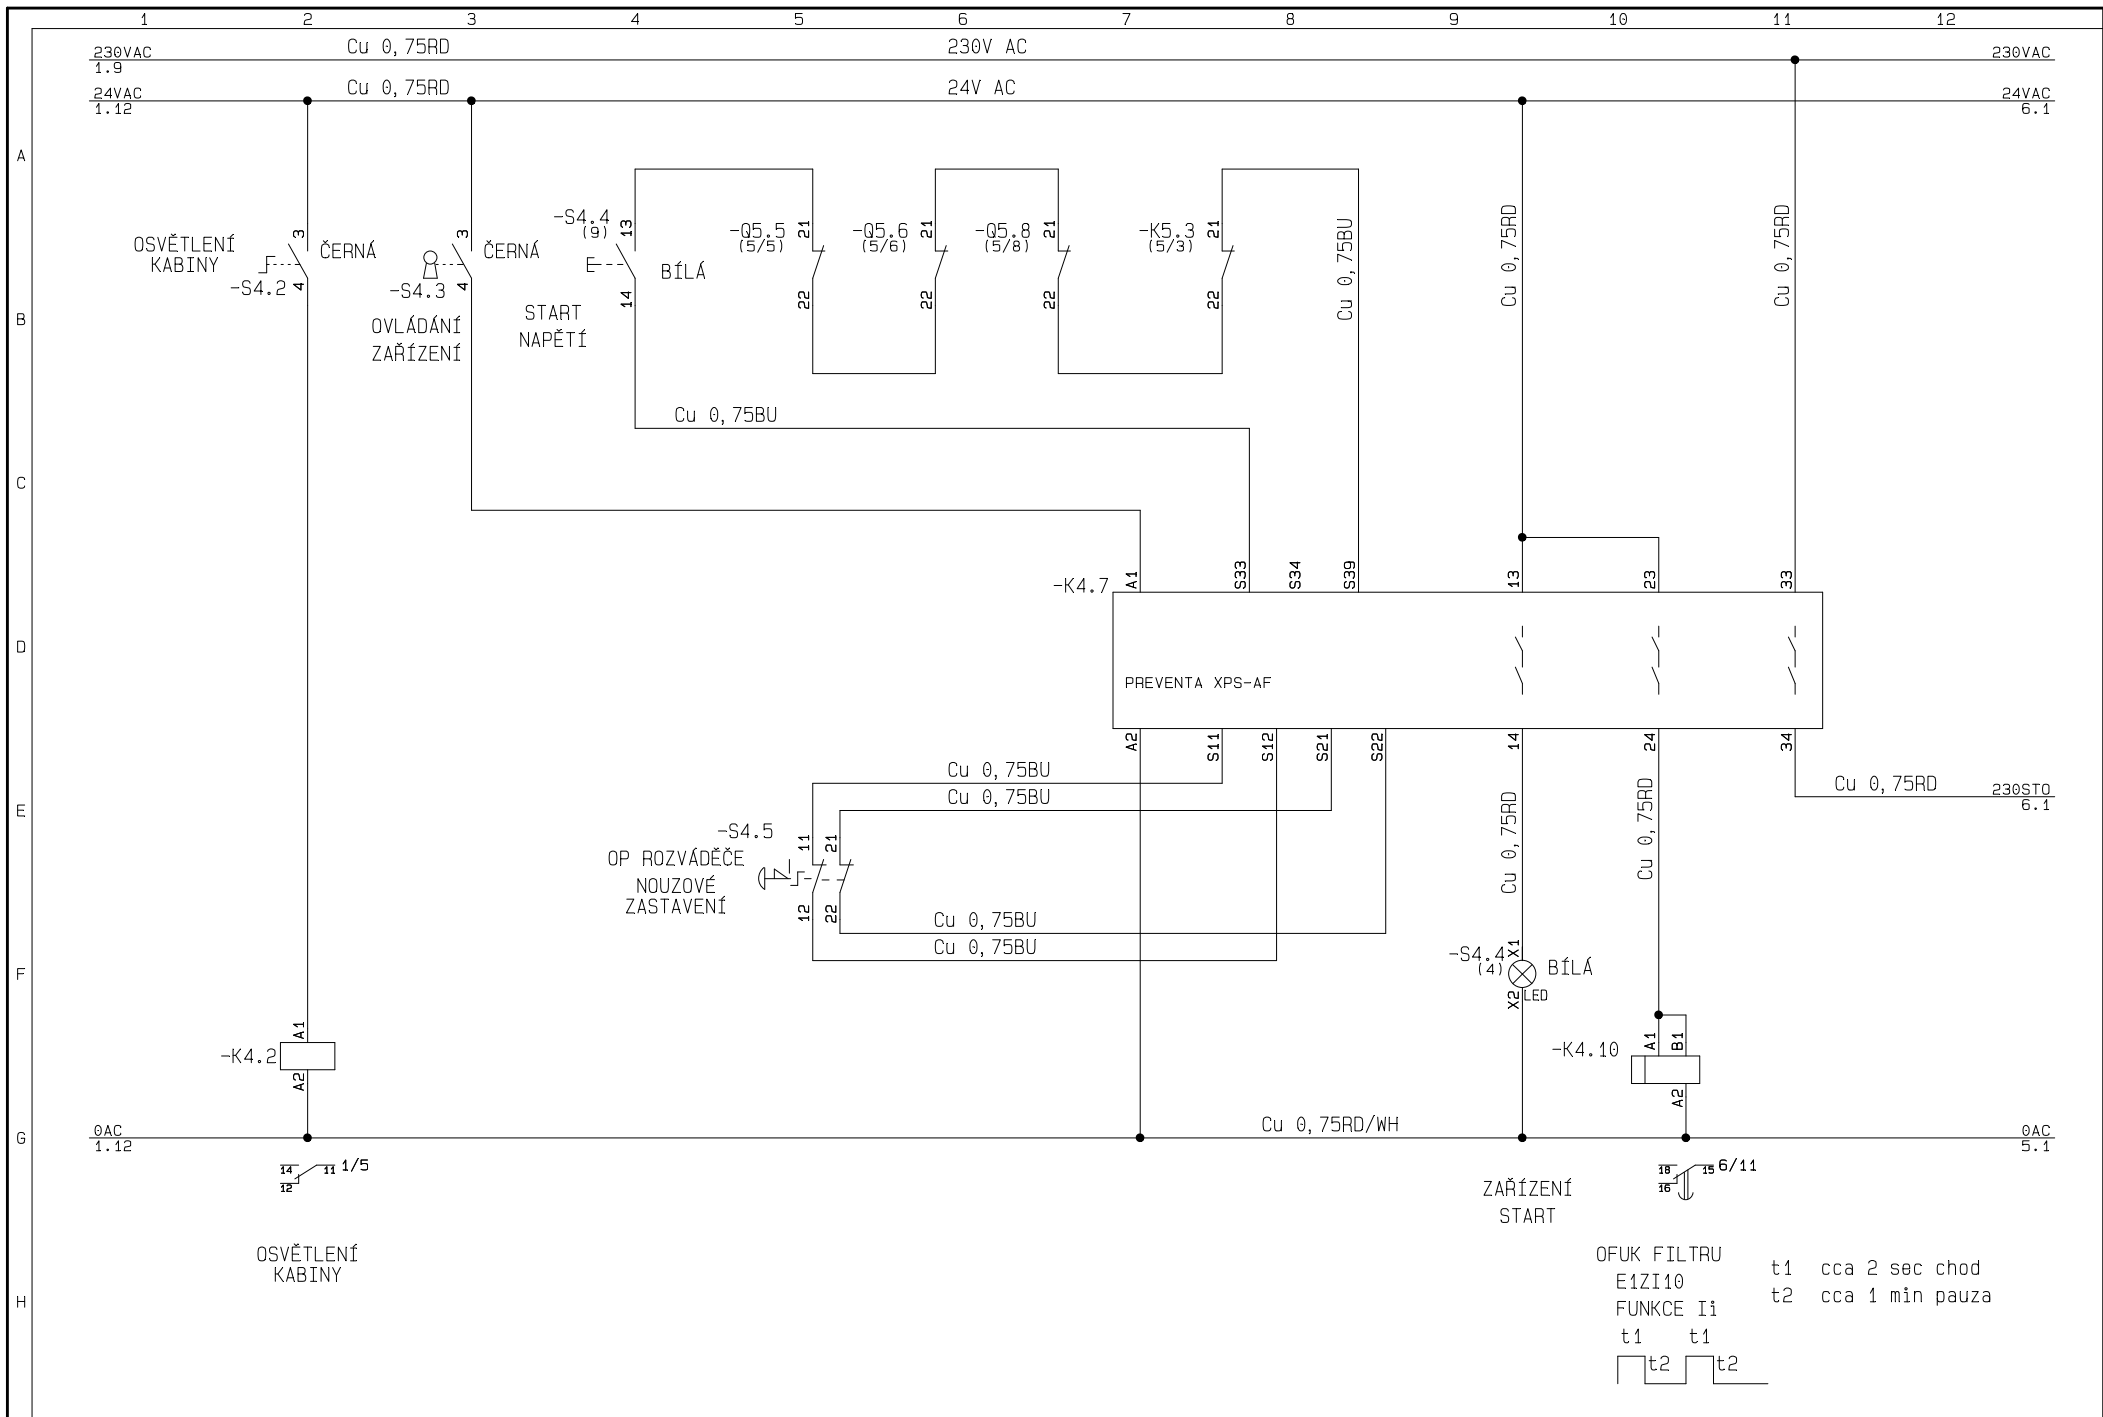 1 2 3 4 5 6 7 8 9 10 11 12
230VAC Cu 0,75RD 230V AC 230VAC
1.9
24VAC Cu 0,75RD 24V AC 24VAC
1.12 6.1
A
B
C
D
E
F
G
H
OSVĚTLENÍ
KABINY
-S4.2
3
4
ČERNÁ
-S4.3
3
4
ČERNÁ
OVLÁDÁNÍ
ZAŘÍZENÍ
-S4.4
(9)
13
14
BÍLÁ
START
NAPĚTÍ
-Q5.5
(5/5)
21
22
-Q5.6
(5/6)
21
22
-Q5.8
(5/8)
21
22
-K5.3
(5/3)
21
22
Cu 0,75BU
Cu 0,75RD
Cu 0,75RD
Cu 0,75BU
-K4.7
A1 S33 S34 S39 13 23 33
PREVENTA XPS-AF
A2 S11 S12 S21 S22 14 24 34
Cu 0,75BU
Cu 0,75BU
-S4.5
OP ROZVÁDĚČE
NOUZOVÉ
ZASTAVENÍ
11 21
12 22
Cu 0,75BU
Cu 0,75BU
Cu 0,75RD
Cu 0,75RD
Cu 0,75RD 230STO
6.1
-S4.4
(4)
X1
X2
BÍLÁ
LED
-K4.2
A1
A2
-K4.10
A1 B1
A2
0AC Cu 0,75RD/WH 0AC
1.12 5.1
14 11 1/5
12
18 15 6/11
16
OSVĚTLENÍ
KABINY
ZAŘÍZENÍ
START
OFUK FILTRU
E1ZI10
FUNKCE Ii
t1 cca 2 sec chod
t2 cca 1 min pauza
t1 t1
t2 t2